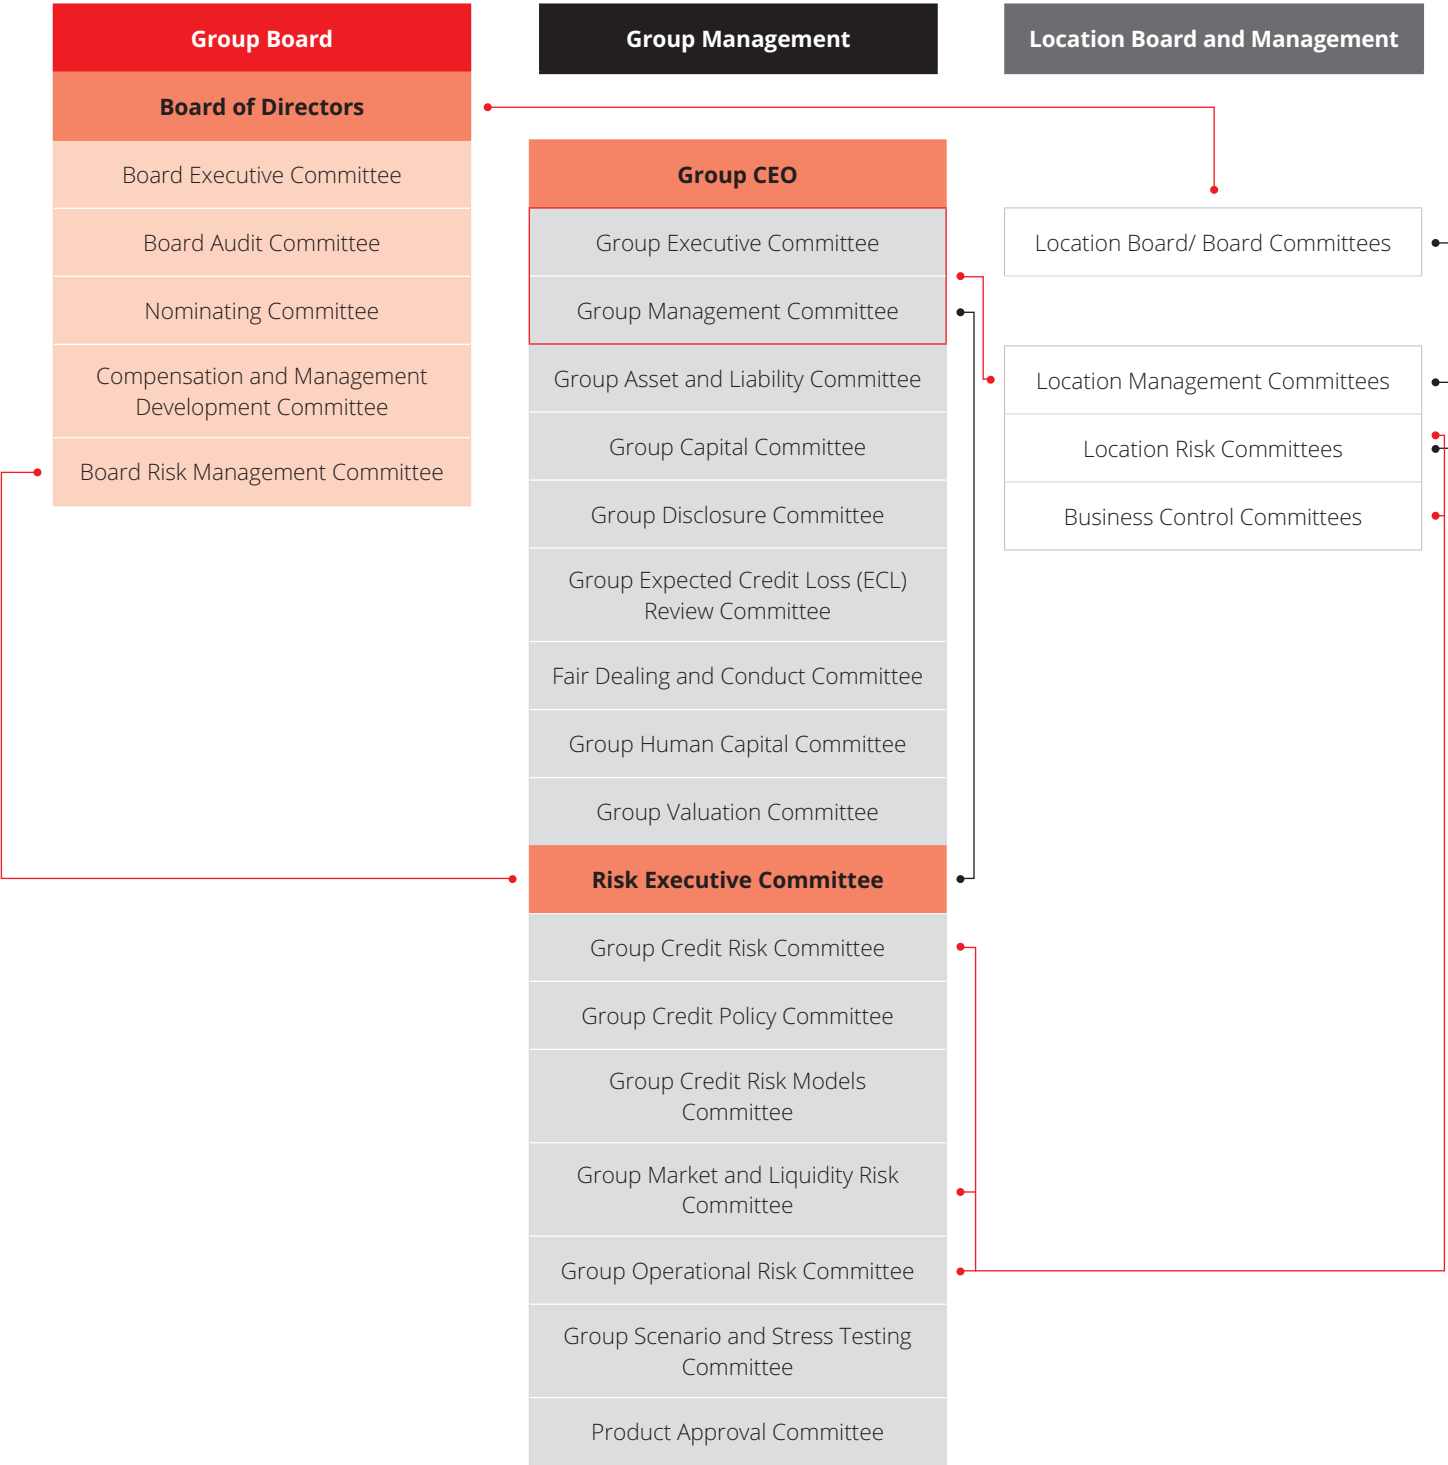 Group Board
Board of Directors
Board Executive Committee
Board Audit Committee
Nominating Committee
Compensation and Management
Development Committee
Board Risk Management Committee
Group Management
Group CEO
Group Executive Committee
Group Management Committee
Group Asset and Liability Committee
Group Capital Committee
Group Disclosure Committee
Group Expected Credit Loss (ECL)
Review Committee
Fair Dealing and Conduct Committee
Group Human Capital Committee
Group Valuation Committee
Risk Executive Committee
Group Credit Risk Committee
Group Credit Policy Committee
Group Credit Risk Models
Committee
Group Market and Liquidity Risk
Committee
Group Operational Risk Committee
Group Scenario and Stress Testing
Committee
Product Approval Committee
Location Board and Management
Location Board/ Board Committees
Location Management Committees
Location Risk Committees
Business Control Committees